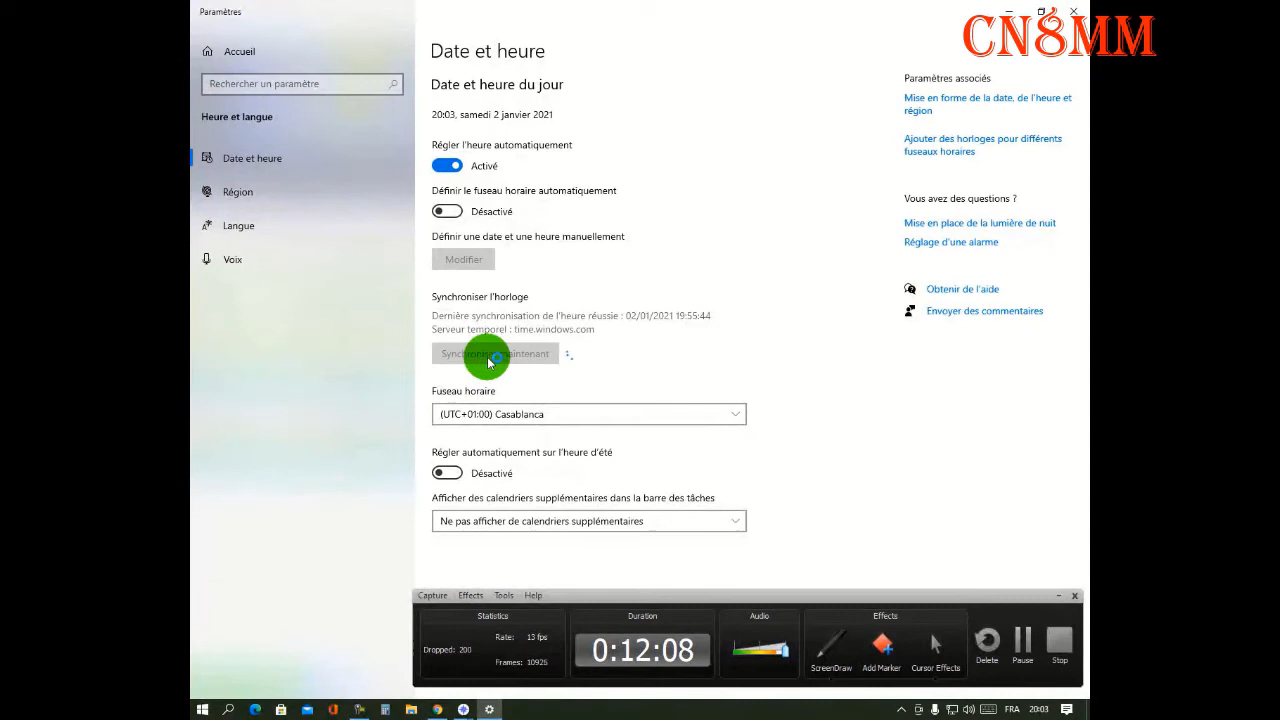 Paramètres
CN8MM
Accueil
Rechercher un paramètre
Heure et langue
Date et heure
Région
Langue
Voix
Date et heure
Date et heure du jour
20:03, samedi 2 janvier 2021
Régler l'heure automatiquement
Activé
Définir le fuseau horaire automatiquement
Désactivé
Définir une date et une heure manuellement
Modifier
Synchroniser l'horloge
Dernière synchronisation de l'heure réussie : 02/01/2021 19:55:44
Serveur temporel : time.windows.com
Synchroniser maintenant
Fuseau horaire
(UTC+01:00) Casablanca
Régler automatiquement sur l'heure d'été
Désactivé
Afficher des calendriers supplémentaires dans la barre des tâches
Ne pas afficher de calendriers supplémentaires
Paramètres associés
Mise en forme de la date, de l'heure et
région
Ajouter des horloges pour différents
fuseaux horaires
Vous avez des questions ?
Mise en place de la lumière de nuit
Réglage d'une alarme
Obtenir de l'aide
Envoyer des commentaires
Capture Effects Tools Help
Statistics
Rate: 13 fps
Dropped: 200
Frames: 10925
Duration
0:12:08
Audio
Effects
ScreenDraw
Add Marker
Cursor Effects
Delete
Pause
Stop
FRA 20:03